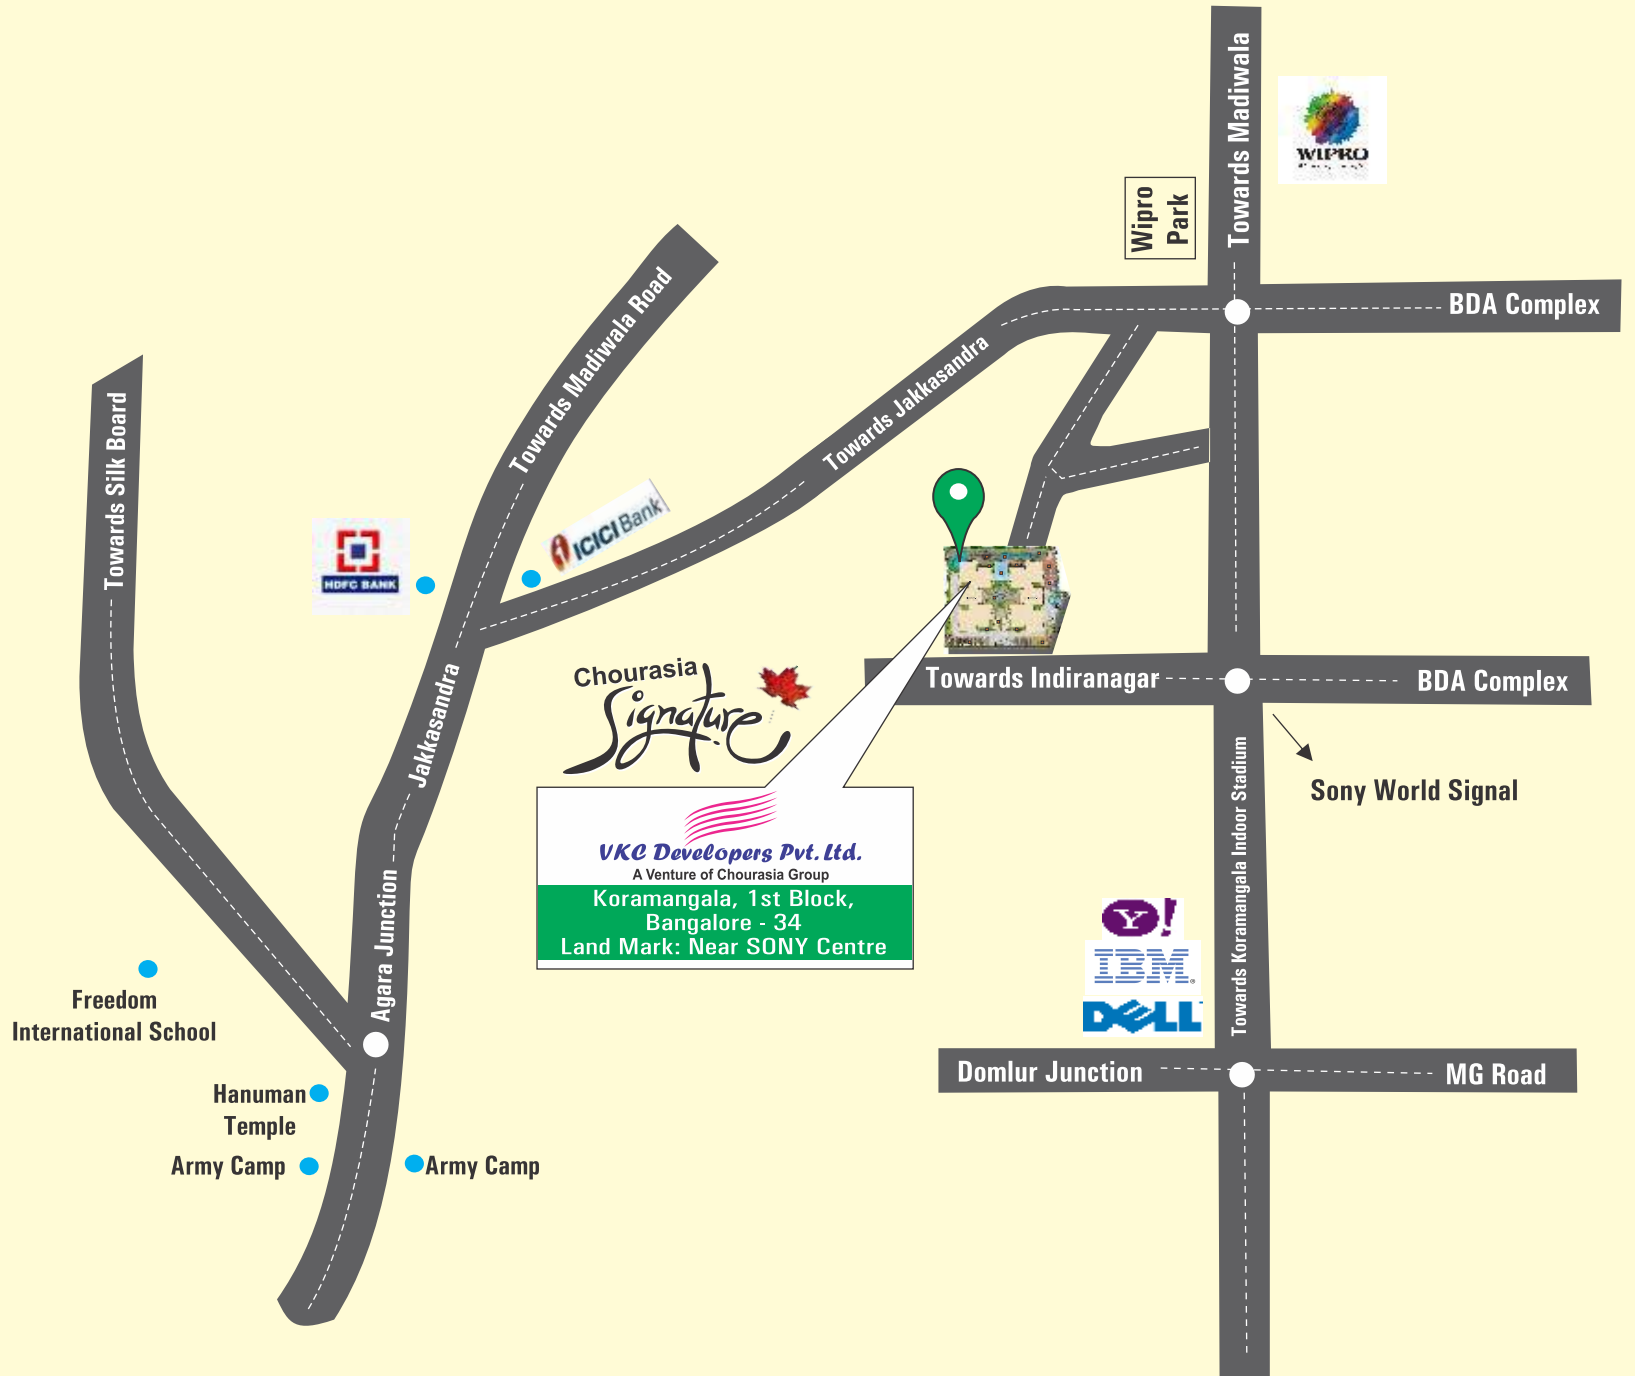 Towards Madiwala
WIPRO
Wipro
Park
BDA Complex
Towards Madiwala Road
Towards Jakkasandra
Towards Silk Board
ICICI Bank
HDFC BANK
Jakkasandra
Chourasia
Signature
Towards Indiranagar
BDA Complex
Sony World Signal
VKC Developers Pvt. Ltd.
A Venture of Chourasia Group
Koramangala, 1st Block,
Bangalore - 34
Land Mark: Near SONY Centre
Towards Koramangala Indoor Stadium
Agara Junction
Y!
IBM®
DELL
Freedom
International School
Domlur Junction
MG Road
Hanuman
Temple
Army Camp
Army Camp